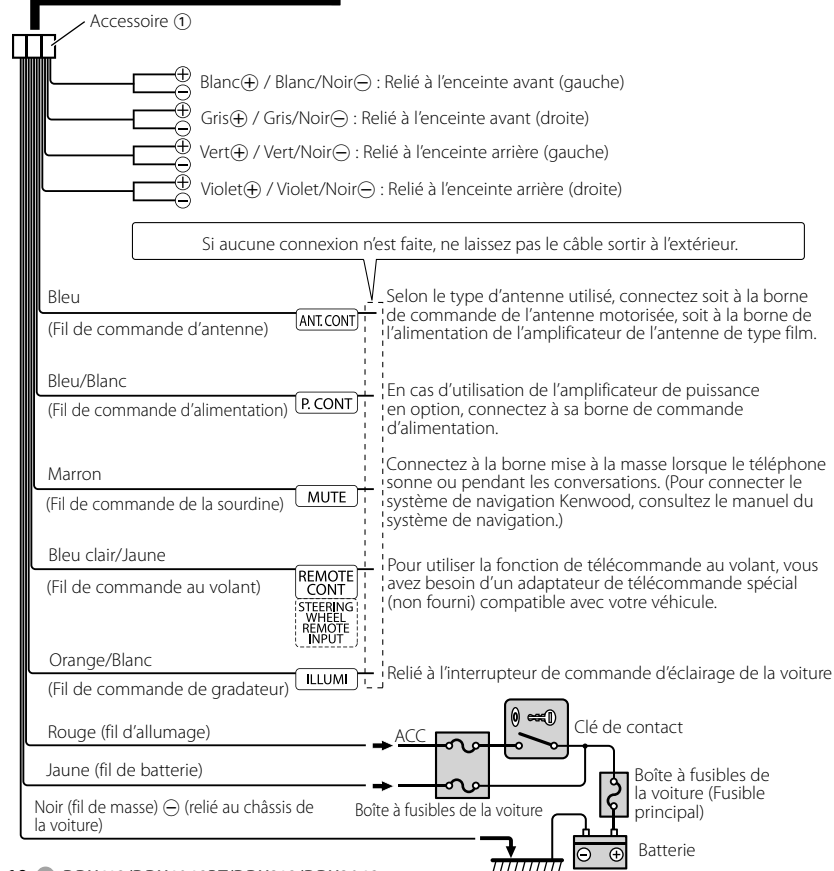 Accessoire ①
⊕
⊖
Blanc⊕ / Blanc/Noir⊖ : Relié à l'enceinte avant (gauche)
⊕
⊖
Gris⊕ / Gris/Noir⊖ : Relié à l'enceinte avant (droite)
⊕
⊖
Vert⊕ / Vert/Noir⊖ : Relié à l'enceinte arrière (gauche)
⊕
⊖
Violet⊕ / Violet/Noir⊖ : Relié à l'enceinte arrière (droite)
Si aucune connexion n'est faite, ne laissez pas le câble sortir à l'extérieur.
Bleu
(Fil de commande d'antenne)
ANT. CONT
Selon le type d'antenne utilisé, connectez soit à la borne
de commande de l'antenne motorisée, soit à la borne de
l'alimentation de l'amplificateur de l'antenne de type film.
Bleu/Blanc
(Fil de commande d'alimentation)
P. CONT
En cas d'utilisation de l'amplificateur de puissance
en option, connectez à sa borne de commande
d'alimentation.
Marron
(Fil de commande de la sourdine)
MUTE
Connectez à la borne mise à la masse lorsque le téléphone
sonne ou pendant les conversations. (Pour connecter le
système de navigation Kenwood, consultez le manuel du
système de navigation.)
Bleu clair/Jaune
(Fil de commande au volant)
REMOTE
CONT
STEERING
WHEEL
REMOTE
INPUT
Pour utiliser la fonction de télécommande au volant, vous
avez besoin d'un adaptateur de télécommande spécial
(non fourni) compatible avec votre véhicule.
Orange/Blanc
(Fil de commande de gradateur)
ILLUMI
Relié à l'interrupteur de commande d'éclairage de la voiture
Rouge (fil d'allumage)
ACC
Clé de contact
Jaune (fil de batterie)
Boîte à fusibles de la voiture
Boîte à fusibles de
la voiture (Fusible
principal)
Noir (fil de masse) ⊖ (relié au châssis de
la voiture)
⊖ ⊕
Batterie